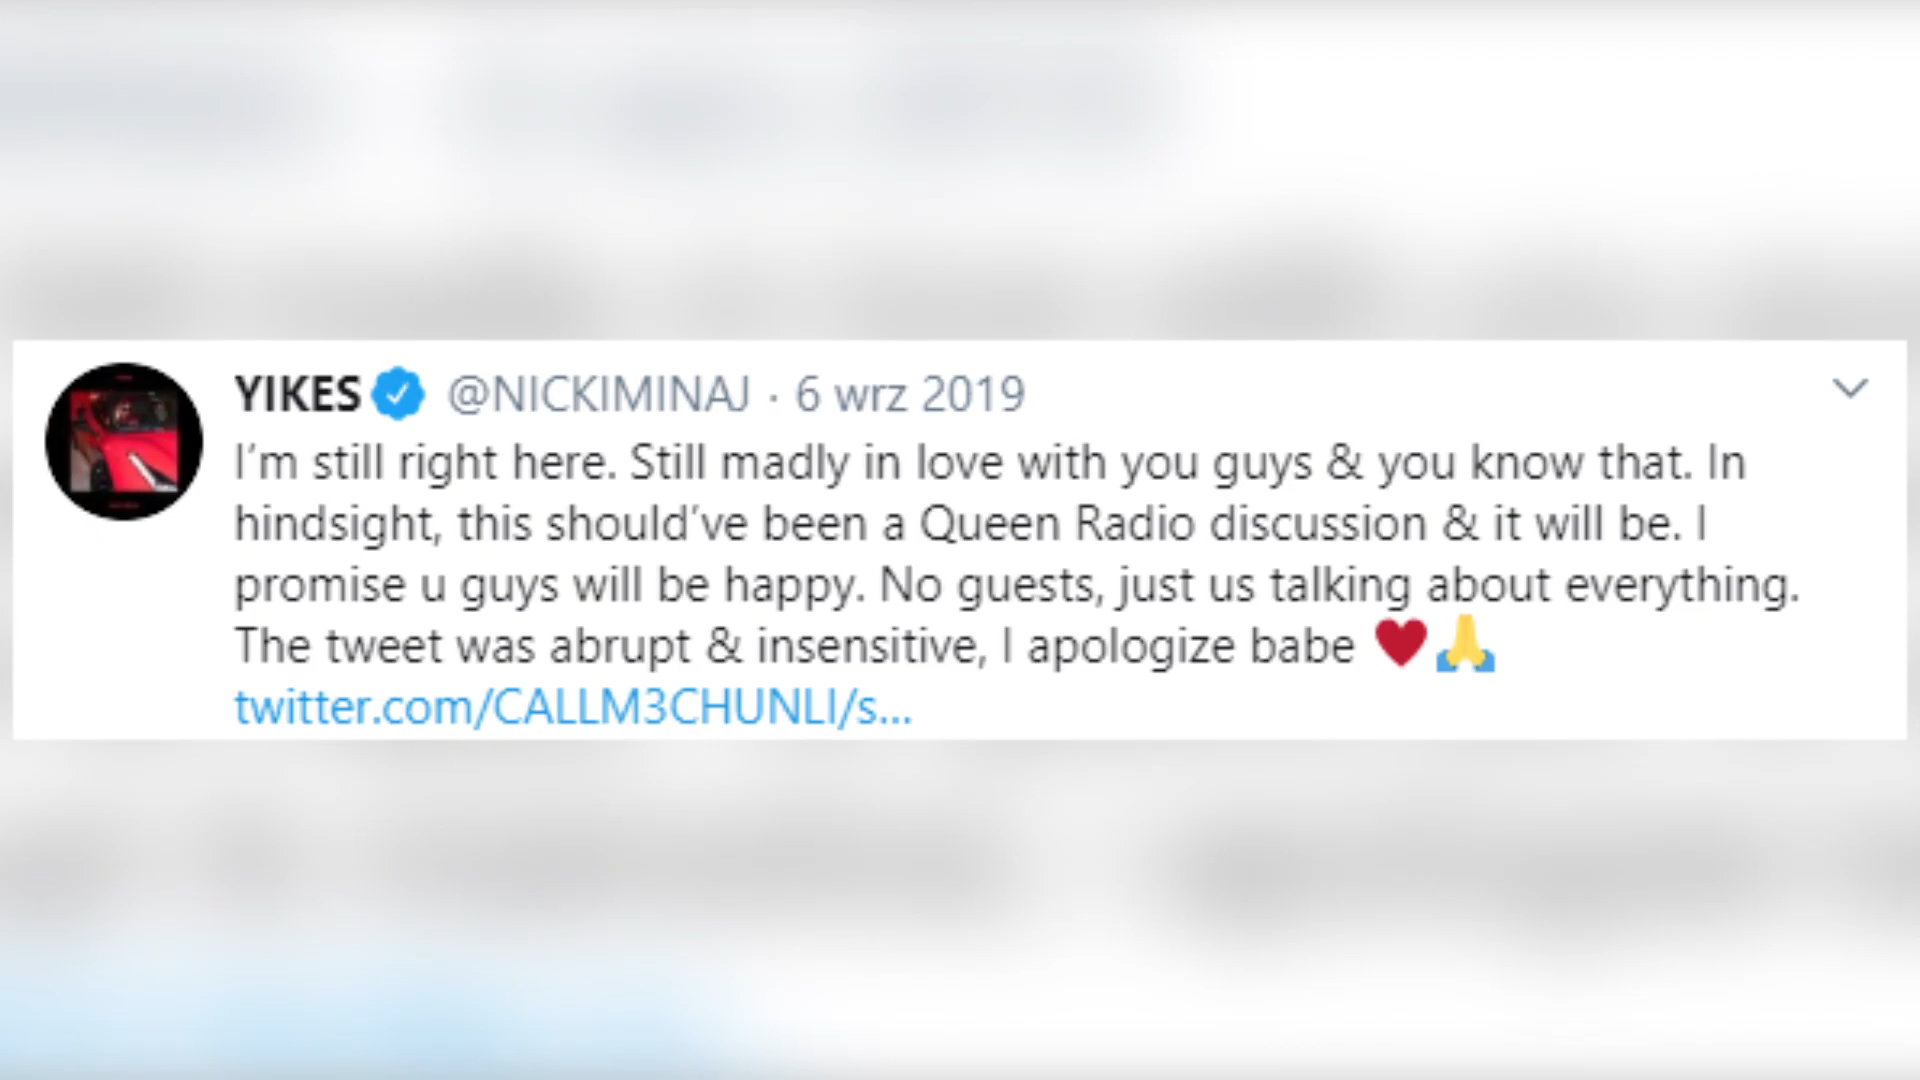 YIKES @NICKIMINAJ · 6 wrz 2019
I'm still right here. Still madly in love with you guys & you know that. In
hindsight, this should've been a Queen Radio discussion & it will be. I
promise u guys will be happy. No guests, just us talking about everything.
The tweet was abrupt & insensitive, I apologize babe ❤️🙏
twitter.com/CALLM3CHUNLI/s...